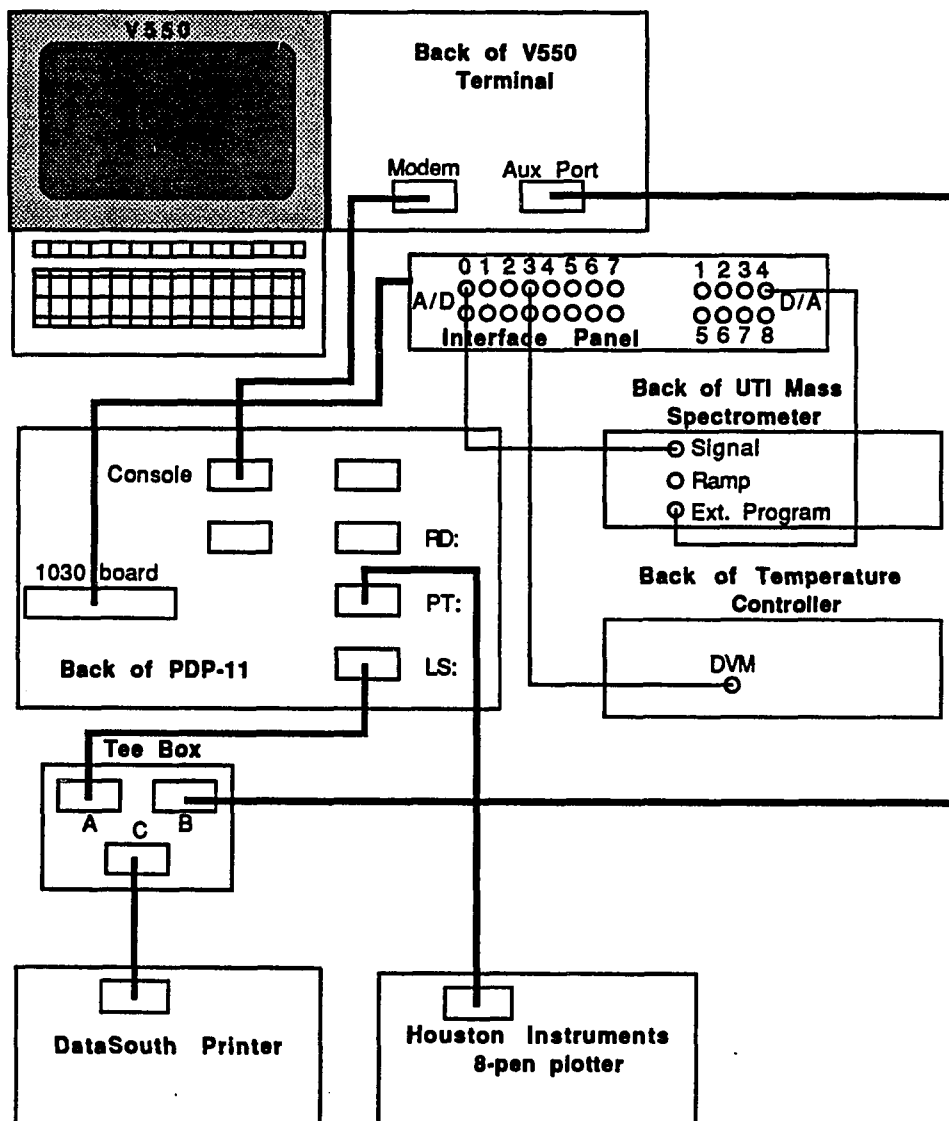 V550
Back of V550
Terminal
Modem
Aux Port
0 1 2 3 4 5 6 7
1 2 3 4
A/D
D/A
Interface Panel
5 6 7 8
Back of UTI Mass
Spectrometer
Signal
Ramp
Ext. Program
Console
RD:
1030 board
PT:
Back of PDP-11
LS:
Back of Temperature
Controller
DVM
Tee Box
A
B
C
DataSouth Printer
Houston Instruments
8-pen plotter